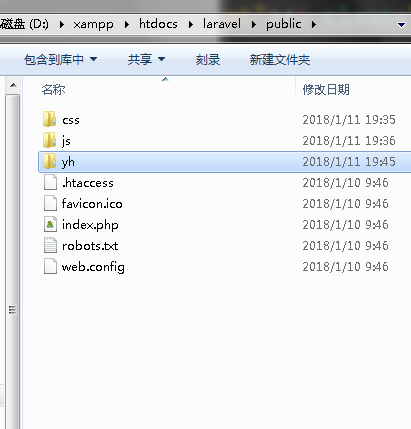 磁盘 (D:) ▸ xampp ▸ htdocs ▸ laravel ▸ public ▸
包含到库中 共享 刻录 新建文件夹
名称 修改日期
css 2018/1/11 19:35
js 2018/1/11 19:36
yh 2018/1/11 19:45
.htaccess 2018/1/10 9:46
favicon.ico 2018/1/10 9:46
index.php 2018/1/10 9:46
robots.txt 2018/1/10 9:46
web.config 2018/1/10 9:46